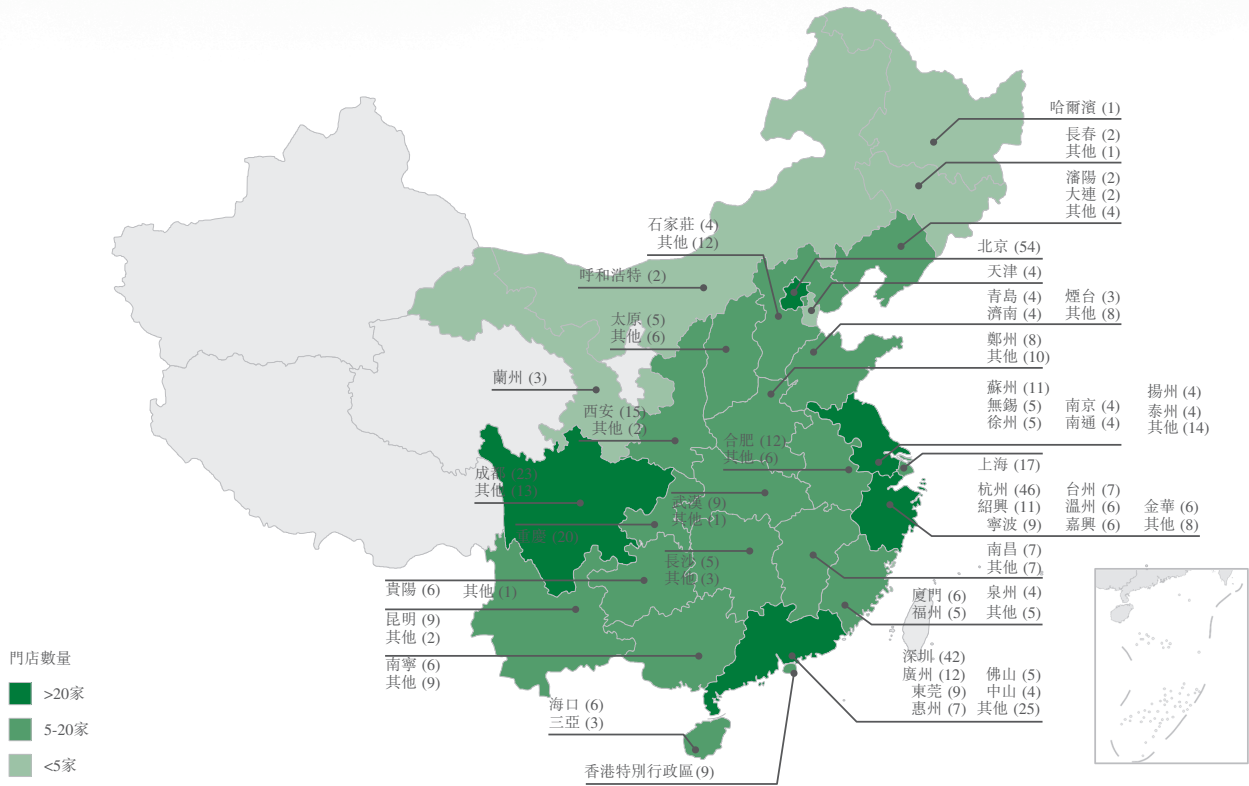 哈爾濱 (1)
長春 (2)
其他 (1)
瀋陽 (2)
大連 (2)
其他 (4)
石家莊 (4)
其他 (12)
北京 (54)
天津 (4)
呼和浩特 (2)
青島 (4) 煙台 (3)
濟南 (4) 其他 (8)
太原 (5)
其他 (6)
鄭州 (8)
其他 (10)
蘭州 (3)
蘇州 (11) 揚州 (4)
無錫 (5) 南京 (4) 泰州 (4)
徐州 (5) 南通 (4) 其他 (14)
西安 (15)
其他 (2)
合肥 (12)
其他 (6)
上海 (17)
成都 (23)
其他 (13)
杭州 (46) 台州 (7)
紹興 (11) 溫州 (6) 金華 (6)
寧波 (9) 嘉興 (6) 其他 (8)
武漢 (9)
其他 (1)
重慶 (20)
南昌 (7)
其他 (7)
長沙 (5)
其他 (3)
貴陽 (6) 其他 (1)
廈門 (6) 泉州 (4)
福州 (5) 其他 (5)
昆明 (9)
其他 (2)
南寧 (6)
其他 (9)
深圳 (42)
廣州 (12) 佛山 (5)
東莞 (9) 中山 (4)
惠州 (7) 其他 (25)
海口 (6)
三亞 (3)
香港特別行政區 (9)
門店數量
>20家
5-20家
<5家